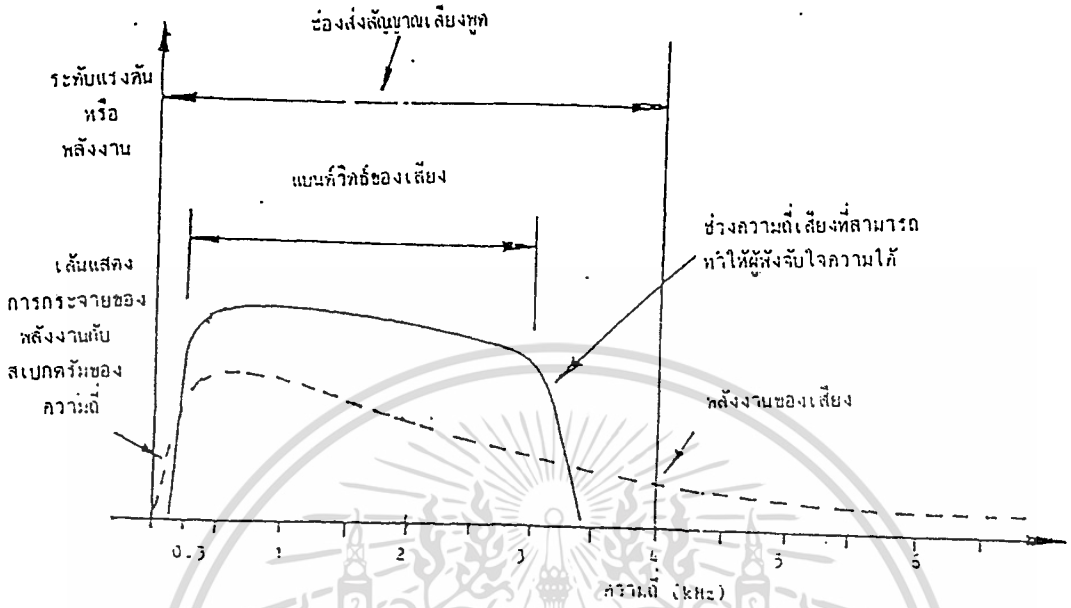 ช่องส่งสัญญาณเสียงพูด
ระดับแรงดัน
หรือ
พลังงาน
แบนด์วิทธ์ของเสียง
ช่วงความถี่เสียงที่สามารถ
ทำให้ผู้ฟังจับใจความได้
เส้นแสดง
การกระจายของ
พลังงานกับ
สเปกตรัมของ
ความถี่
พลังงานของเสียง
0.3 1 2 3 4 5 6
ความถี่ (kHz)